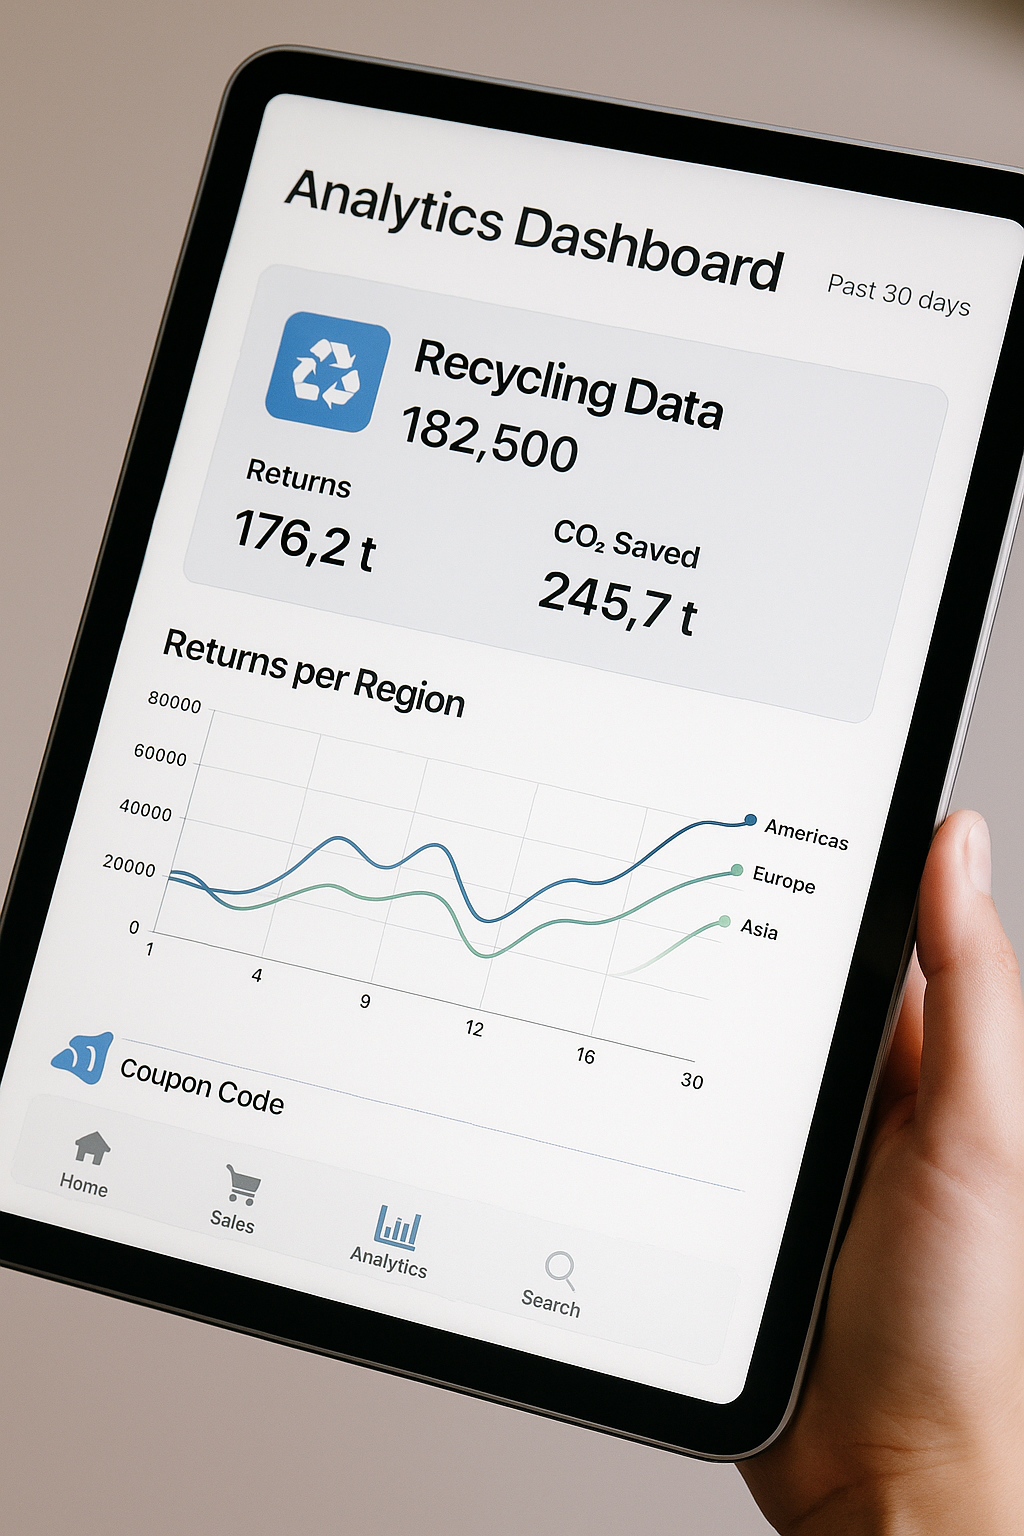 Analytics Dashboard
Past 30 days
Recycling Data
182,500
Returns
176,2 t
CO₂ Saved
245,7 t
Returns per Region
80000
60000
40000
20000
0
1
4
9
12
16
30
Americas
Europe
Asia
Coupon Code
Home
Sales
Analytics
Search